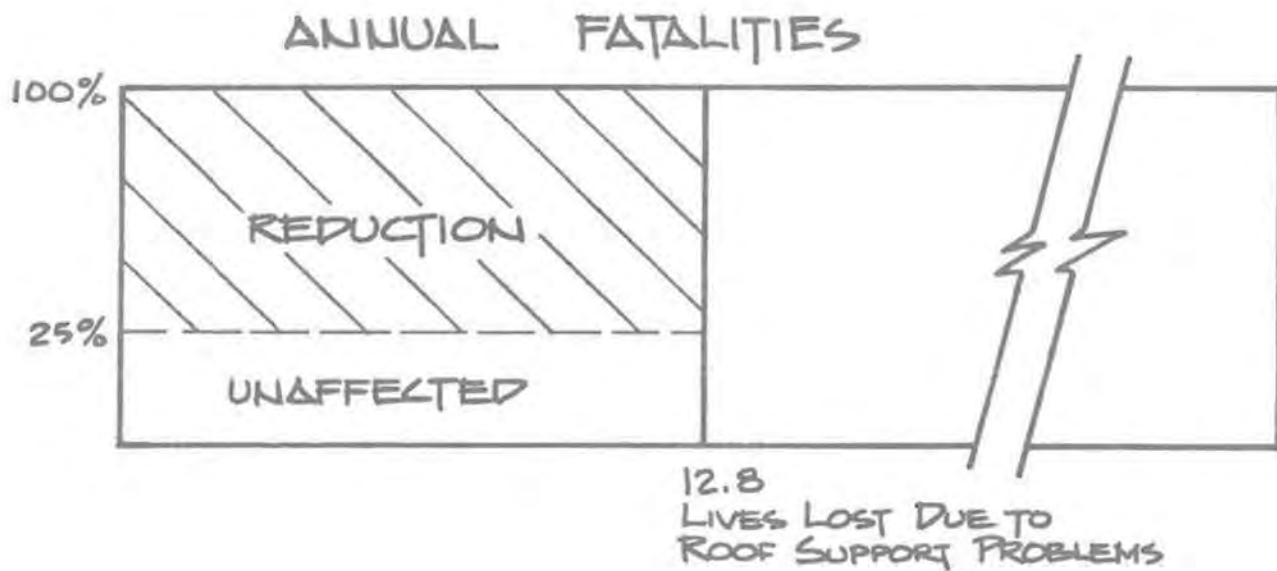 ANNUAL FATALITIES
100%
REDUCTION
25%
UNAFFECTED
12.8
LIVES LOST DUE TO
ROOF SUPPORT PROBLEMS